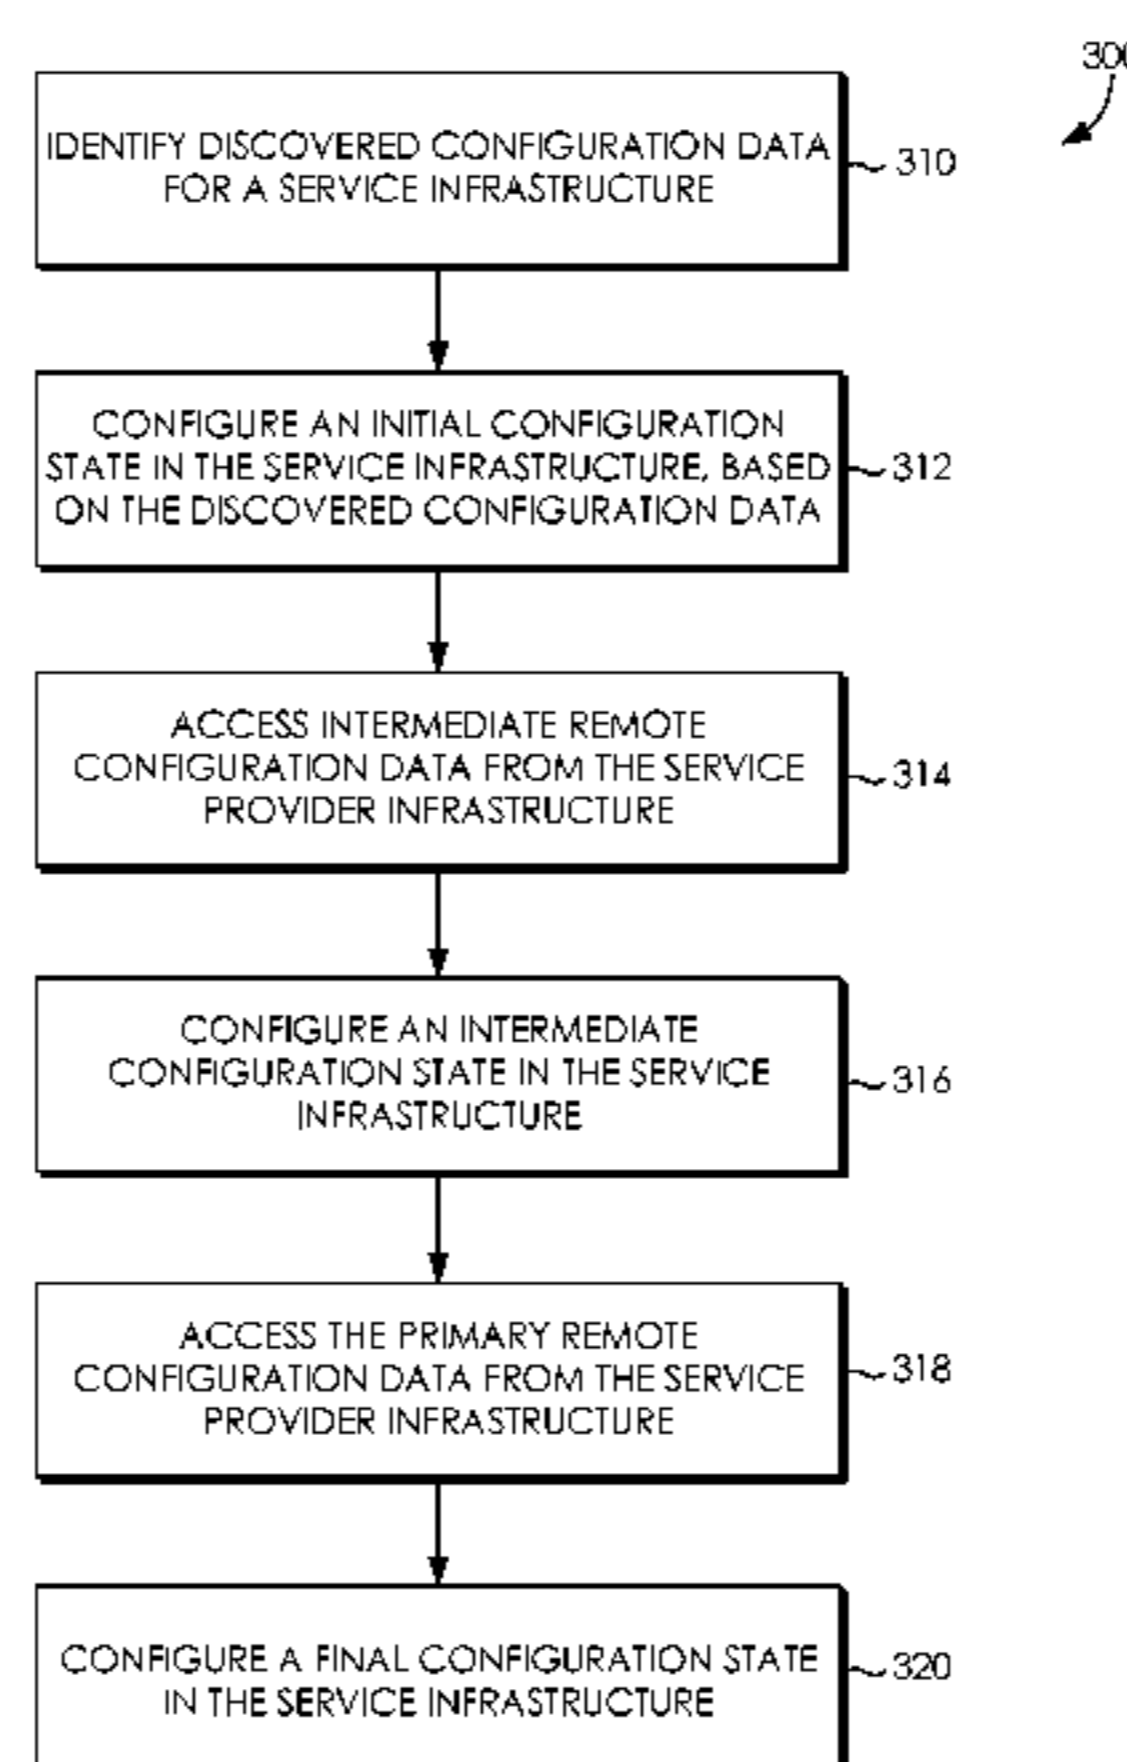 300
IDENTIFY DISCOVERED CONFIGURATION DATA
FOR A SERVICE INFRASTRUCTURE
310
CONFIGURE AN INITIAL CONFIGURATION
STATE IN THE SERVICE INFRASTRUCTURE, BASED
ON THE DISCOVERED CONFIGURATION DATA
312
ACCESS INTERMEDIATE REMOTE
CONFIGURATION DATA FROM THE SERVICE
PROVIDER INFRASTRUCTURE
314
CONFIGURE AN INTERMEDIATE
CONFIGURATION STATE IN THE SERVICE
INFRASTRUCTURE
316
ACCESS THE PRIMARY REMOTE
CONFIGURATION DATA FROM THE SERVICE
PROVIDER INFRASTRUCTURE
318
CONFIGURE A FINAL CONFIGURATION STATE
IN THE SERVICE INFRASTRUCTURE
320